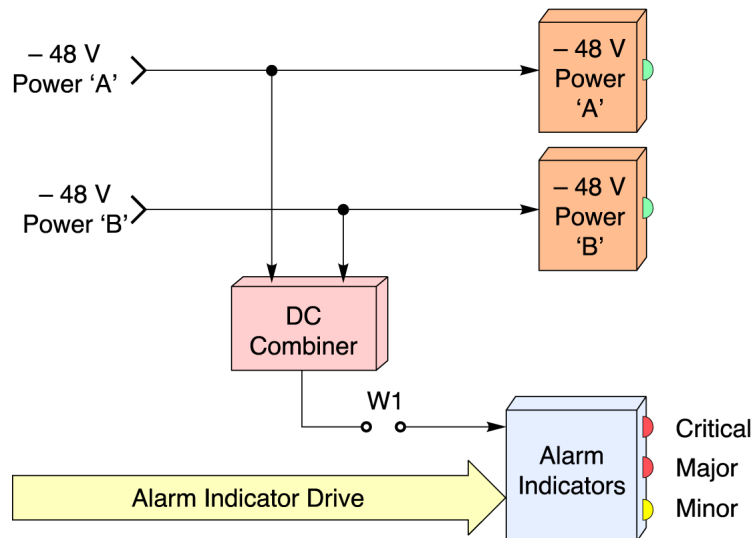 – 48 V
Power ‘A’
– 48 V
Power
‘A’
– 48 V
Power ‘B’
– 48 V
Power
‘B’
DC
Combiner
W1
Alarm
Indicators
Critical
Major
Minor
Alarm Indicator Drive